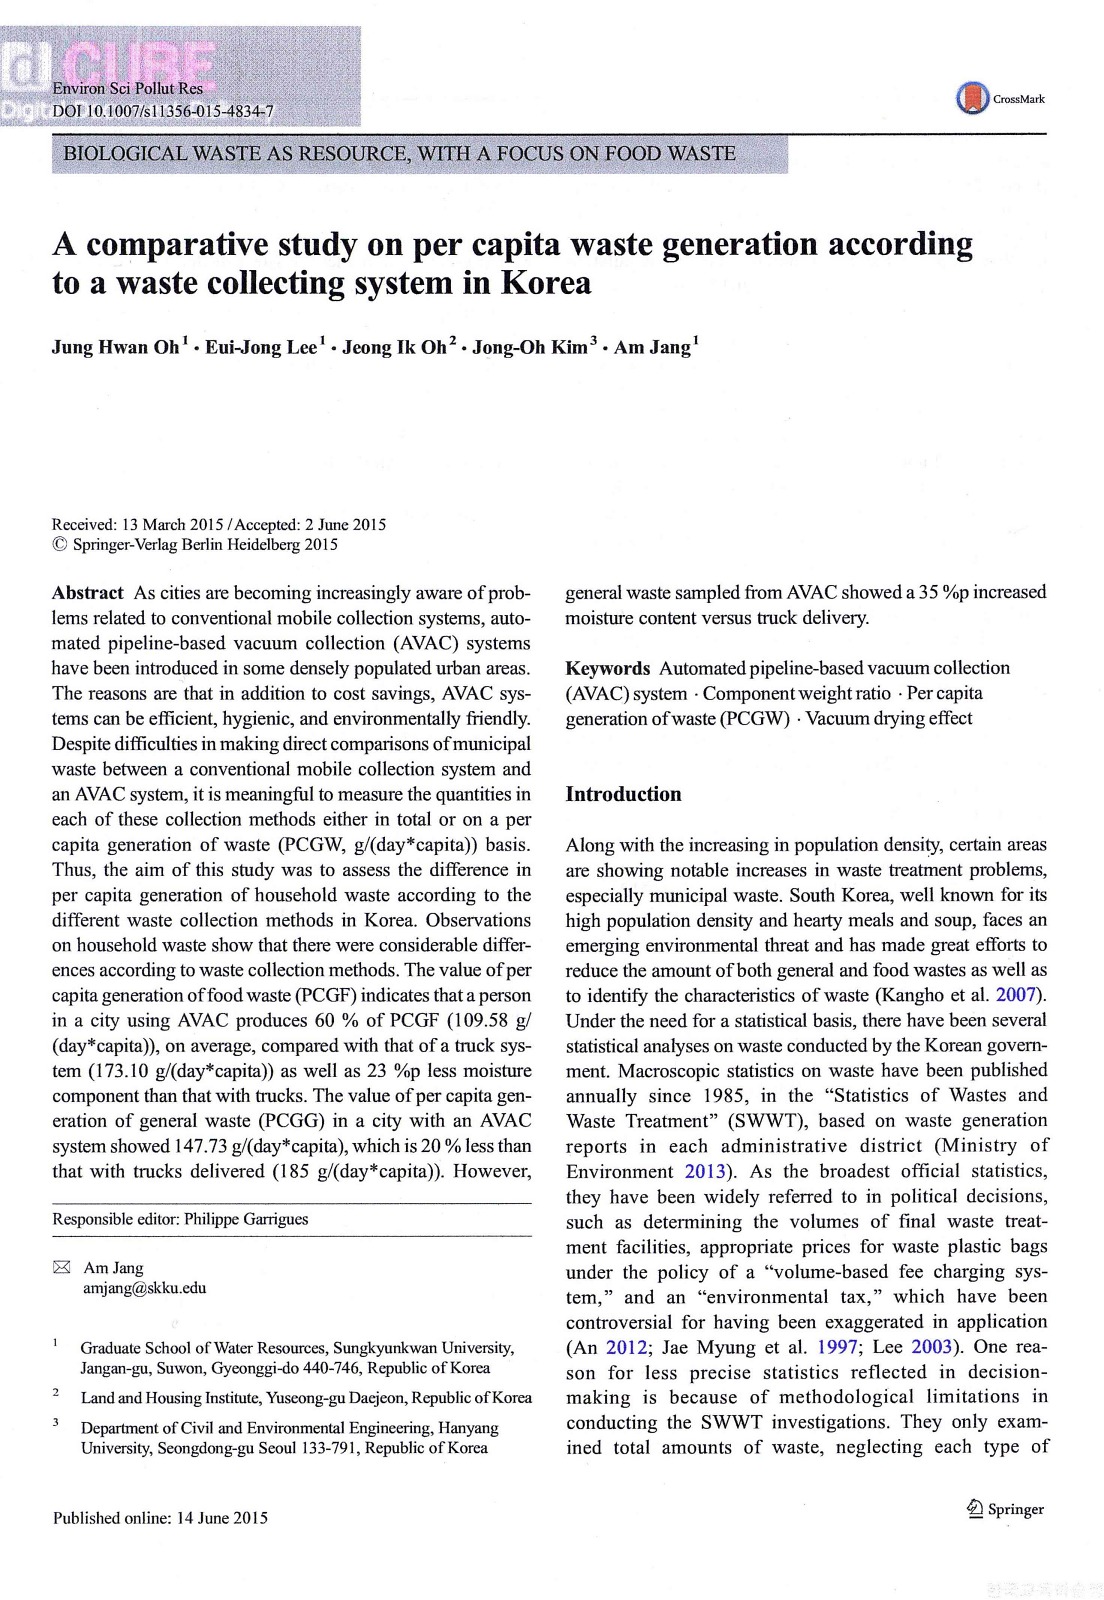 CUBE
Environ Sci Pollut Res
DOI 10.1007/s11356-015-4834-7
CrossMark
BIOLOGICAL WASTE AS RESOURCE, WITH A FOCUS ON FOOD WASTE
A comparative study on per capita waste generation according
to a waste collecting system in Korea
Jung Hwan Oh1 · Eui-Jong Lee1 · Jeong Ik Oh2 · Jong-Oh Kim3 · Am Jang1
Received: 13 March 2015 / Accepted: 2 June 2015
© Springer-Verlag Berlin Heidelberg 2015
Abstract As cities are becoming increasingly aware of prob-
lems related to conventional mobile collection systems, auto-
mated pipeline-based vacuum collection (AVAC) systems
have been introduced in some densely populated urban areas.
The reasons are that in addition to cost savings, AVAC sys-
tems can be efficient, hygienic, and environmentally friendly.
Despite difficulties in making direct comparisons of municipal
waste between a conventional mobile collection system and
an AVAC system, it is meaningful to measure the quantities in
each of these collection methods either in total or on a per
capita generation of waste (PCGW, g/(day*capita)) basis.
Thus, the aim of this study was to assess the difference in
per capita generation of household waste according to the
different waste collection methods in Korea. Observations
on household waste show that there were considerable differ-
ences according to waste collection methods. The value of per
capita generation of food waste (PCGF) indicates that a person
in a city using AVAC produces 60 % of PCGF (109.58 g/
(day*capita)), on average, compared with that of a truck sys-
tem (173.10 g/(day*capita)) as well as 23 %p less moisture
component than that with trucks. The value of per capita gen-
eration of general waste (PCGG) in a city with an AVAC
system showed 147.73 g/(day*capita), which is 20 % less than
that with trucks delivered (185 g/(day*capita)). However,
general waste sampled from AVAC showed a 35 %p increased
moisture content versus truck delivery.
Keywords Automated pipeline-based vacuum collection
(AVAC) system · Component weight ratio · Per capita
generation of waste (PCGW) · Vacuum drying effect
Introduction
Along with the increasing in population density, certain areas
are showing notable increases in waste treatment problems,
especially municipal waste. South Korea, well known for its
high population density and hearty meals and soup, faces an
emerging environmental threat and has made great efforts to
reduce the amount of both general and food wastes as well as
to identify the characteristics of waste (Kangho et al. 2007).
Under the need for a statistical basis, there have been several
statistical analyses on waste conducted by the Korean govern-
ment. Macroscopic statistics on waste have been published
annually since 1985, in the “Statistics of Wastes and
Waste Treatment” (SWWT), based on waste generation
reports in each administrative district (Ministry of
Environment 2013). As the broadest official statistics,
they have been widely referred to in political decisions,
such as determining the volumes of final waste treat-
ment facilities, appropriate prices for waste plastic bags
under the policy of a “volume-based fee charging sys-
tem,” and an “environmental tax,” which have been
controversial for having been exaggerated in application
(An 2012; Jae Myung et al. 1997; Lee 2003). One rea-
son for less precise statistics reflected in decision-
making is because of methodological limitations in
conducting the SWWT investigations. They only exam-
ined total amounts of waste, neglecting each type of
Responsible editor: Philippe Garrigues
Am Jang
amjang@skku.edu
1 Graduate School of Water Resources, Sungkyunkwan University,
Jangan-gu, Suwon, Gyeonggi-do 440-746, Republic of Korea
2 Land and Housing Institute, Yuseong-gu Daejeon, Republic of Korea
3 Department of Civil and Environmental Engineering, Hanyang
University, Seongdong-gu Seoul 133-791, Republic of Korea
Published online: 14 June 2015
Springer